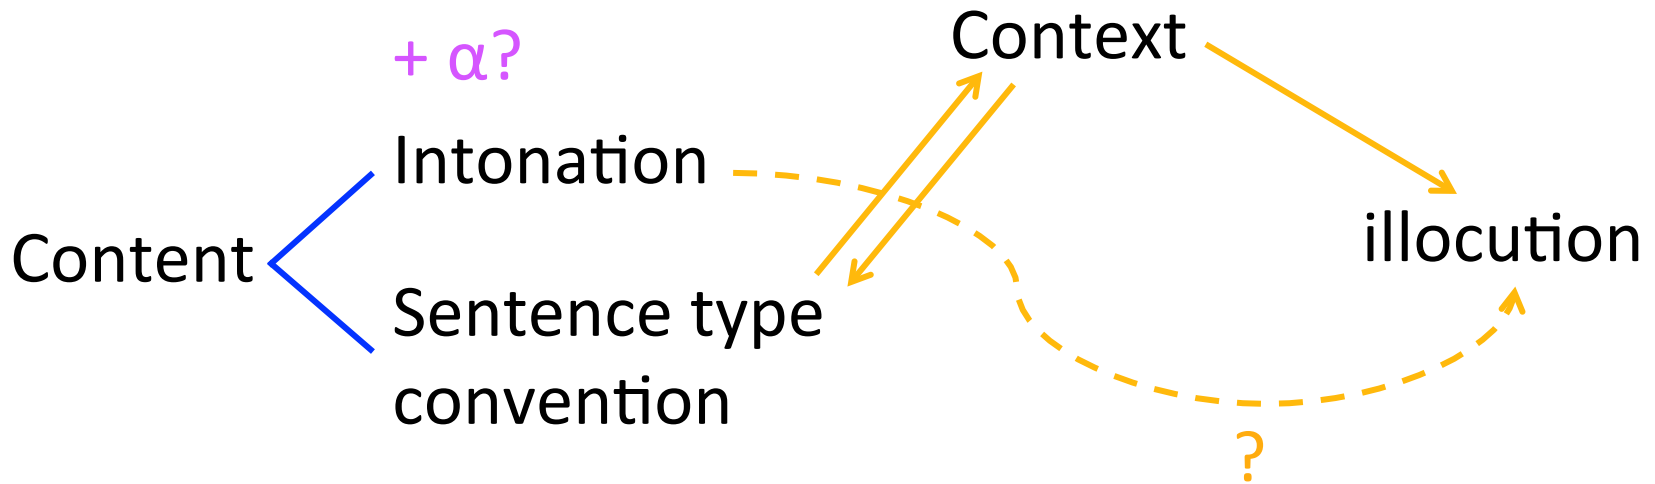 + α?
Context
Intonation
illocution
Content
Sentence type
convention
?